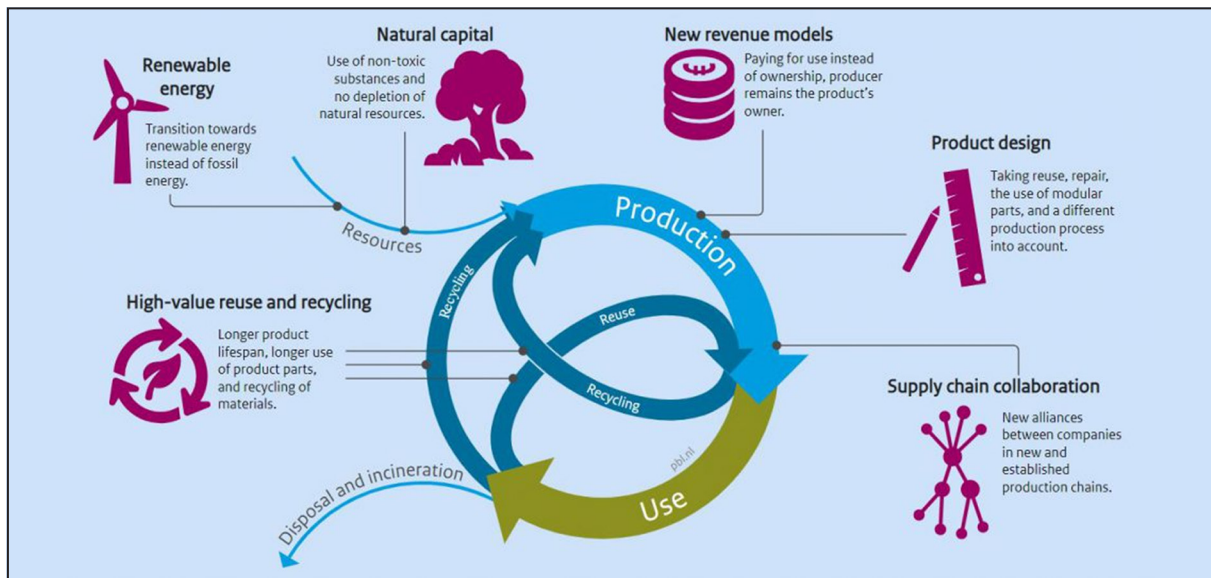 Renewable
energy
Transition towards
renewable energy
instead of fossil
energy.
Natural capital
Use of non-toxic
substances and
no depletion of
natural resources.
New revenue models
Paying for use instead
of ownership, producer
remains the product’s
owner.
Product design
Taking reuse, repair,
the use of modular
parts, and a different
production process
into account.
Resources
Production
Recycling
Reuse
Recycling
High-value reuse and recycling
Longer product
lifespan, longer use
of product parts,
and recycling of
materials.
Supply chain collaboration
New alliances
between companies
in new and
established
production chains.
pbl.nl
Use
Disposal and incineration